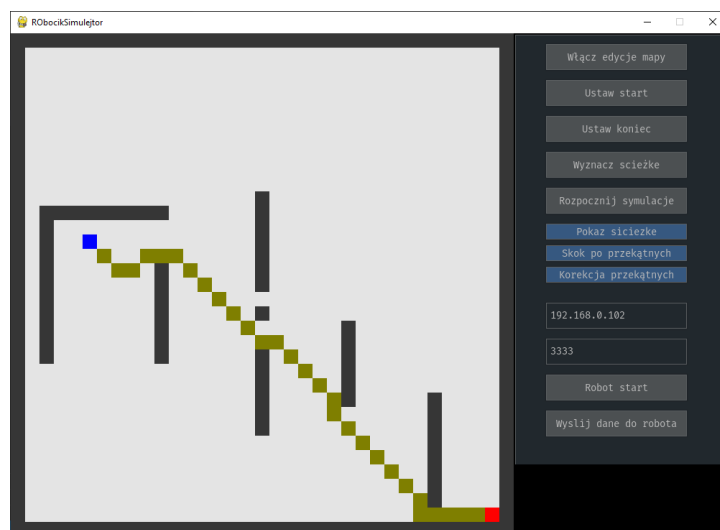 RObocikSimulejtor
Włącz edycje mapy
Ustaw start
Ustaw koniec
Wyznacz scieżke
Rozpocznij symulacje
Pokaz siciezke
Skok po przekątnych
Korekcja przekątnych
192.168.0.102
3333
Robot start
Wyslij dane do robota